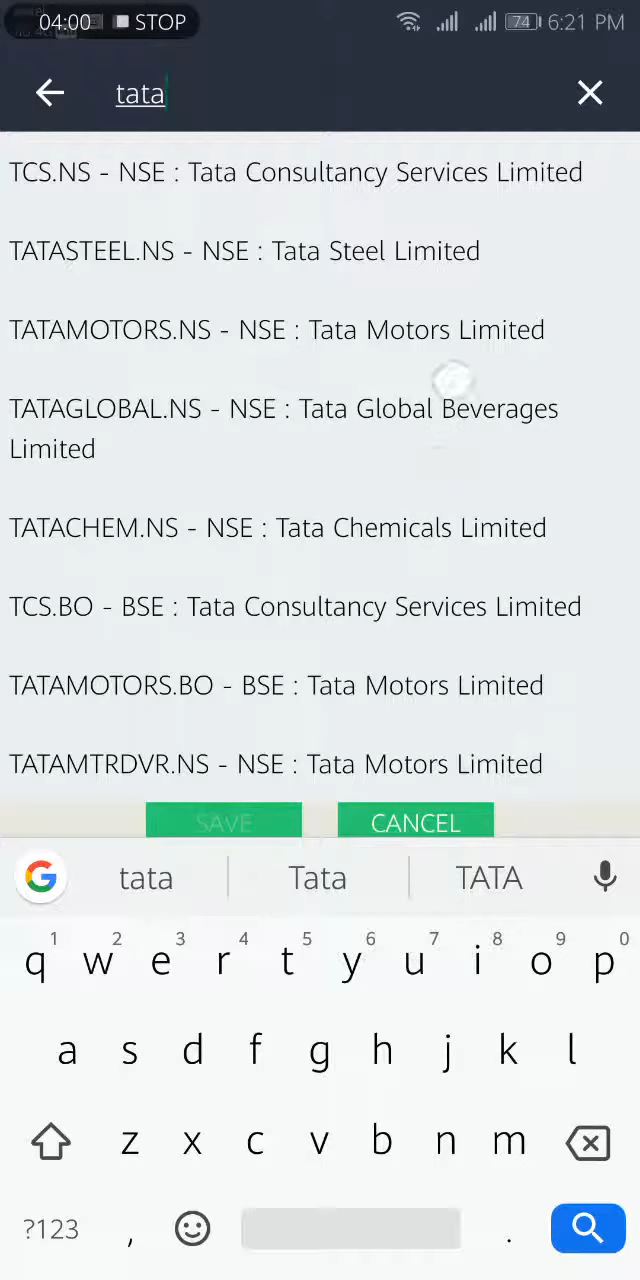 04:00 STOP 74 6:21 PM
tata
TCS.NS - NSE : Tata Consultancy Services Limited
TATASTEEL.NS - NSE : Tata Steel Limited
TATAMOTORS.NS - NSE : Tata Motors Limited
TATAGLOBAL.NS - NSE : Tata Global Beverages
Limited
TATACHEM.NS - NSE : Tata Chemicals Limited
TCS.BO - BSE : Tata Consultancy Services Limited
TATAMOTORS.BO - BSE : Tata Motors Limited
TATAMTRDVR.NS - NSE : Tata Motors Limited
SAVE CANCEL
G tata Tata TATA
1 2 3 4 5 6 7 8 9 0
q w e r t y u i o p
a s d f g h j k l
z x c v b n m
?123 , .